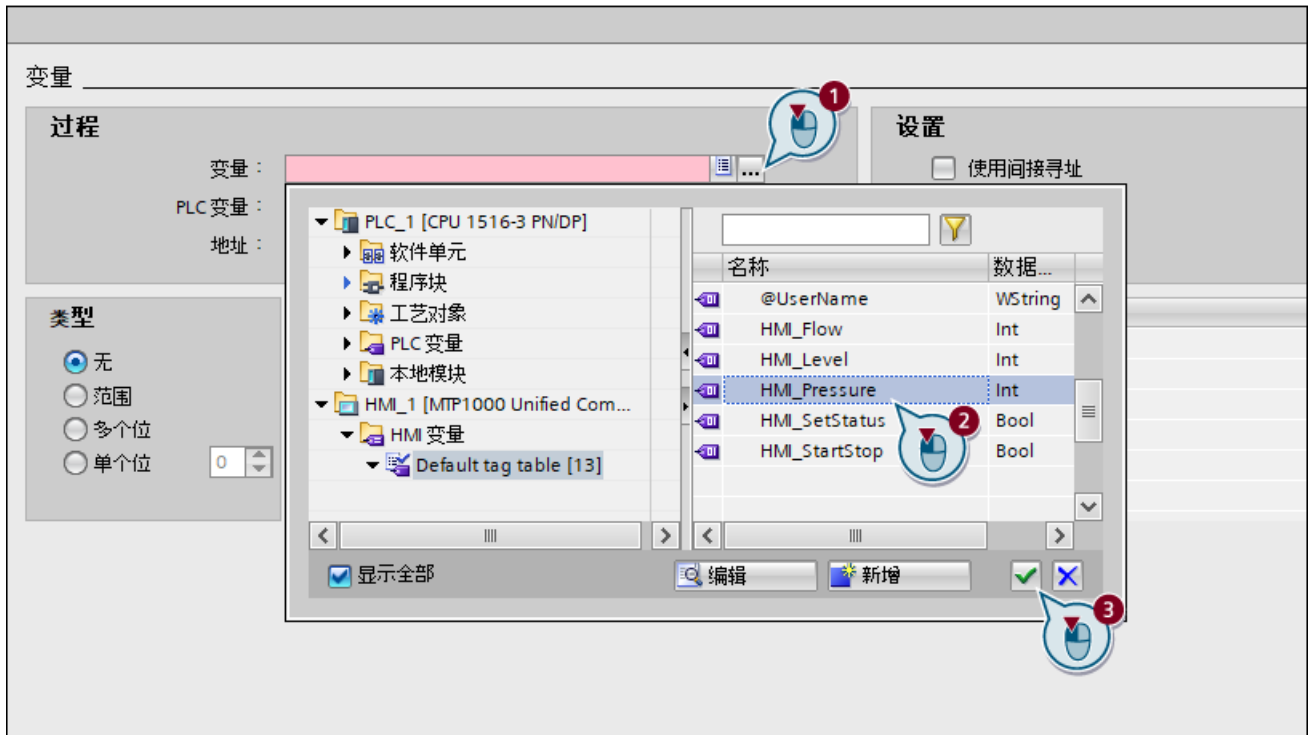 变量
过程
设置
变量：
...
使用间接寻址
PLC 变量：
地址：
类型
无
范围
多个位
单个位
0
PLC_1 [CPU 1516-3 PN/DP]
软件单元
程序块
工艺对象
PLC 变量
本地模块
HMI_1 [MTP1000 Unified Com...
HMI 变量
Default tag table [13]
名称 数据...
@UserName WString
HMI_Flow Int
HMI_Level Int
HMI_Pressure Int
HMI_SetStatus Bool
HMI_StartStop Bool
显示全部
编辑
新增
1
2
3